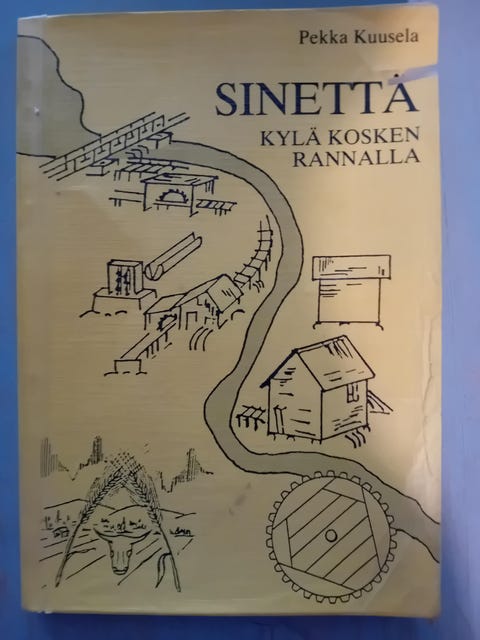 Pekka Kuusela
SINETTÄ
KYLÄ KOSKEN
RANNALLA